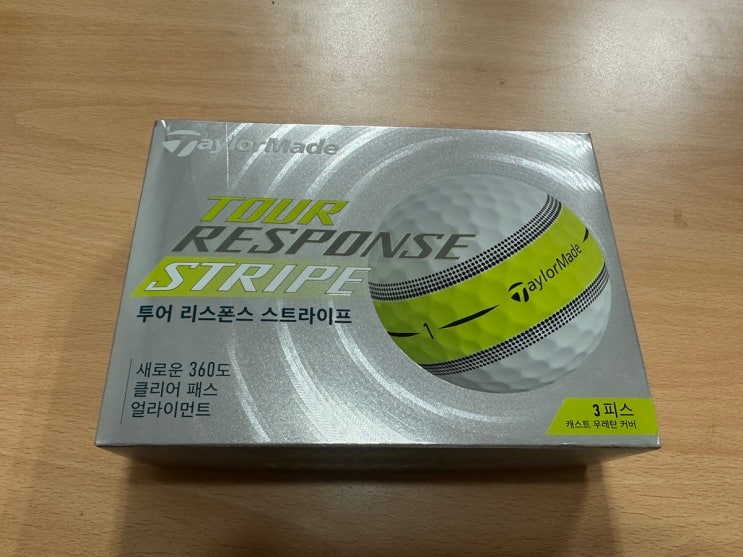 TaylorMade
TOUR
RESPONSE
STRIPE
투어 리스폰스 스트라이프
새로운 360도
클리어 패스
얼라이먼트
TaylorMade
1
3 피스
캐스트 우레탄 커버